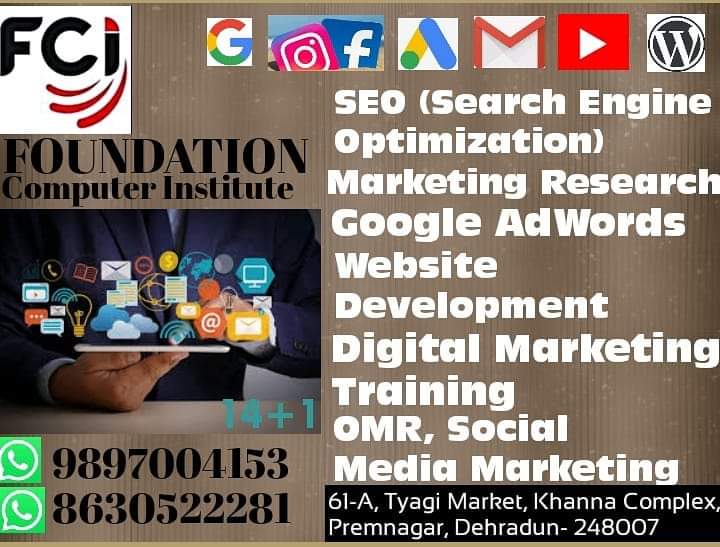 FCi
FOUNDATION
Computer Institute
14+1
9897004153
8630522281
SEO (Search Engine
Optimization)
Marketing Research
Google AdWords
Website
Development
Digital Marketing
Training
OMR, Social
Media Marketing
61-A, Tyagi Market, Khanna Complex,
Premnagar, Dehradun- 248007